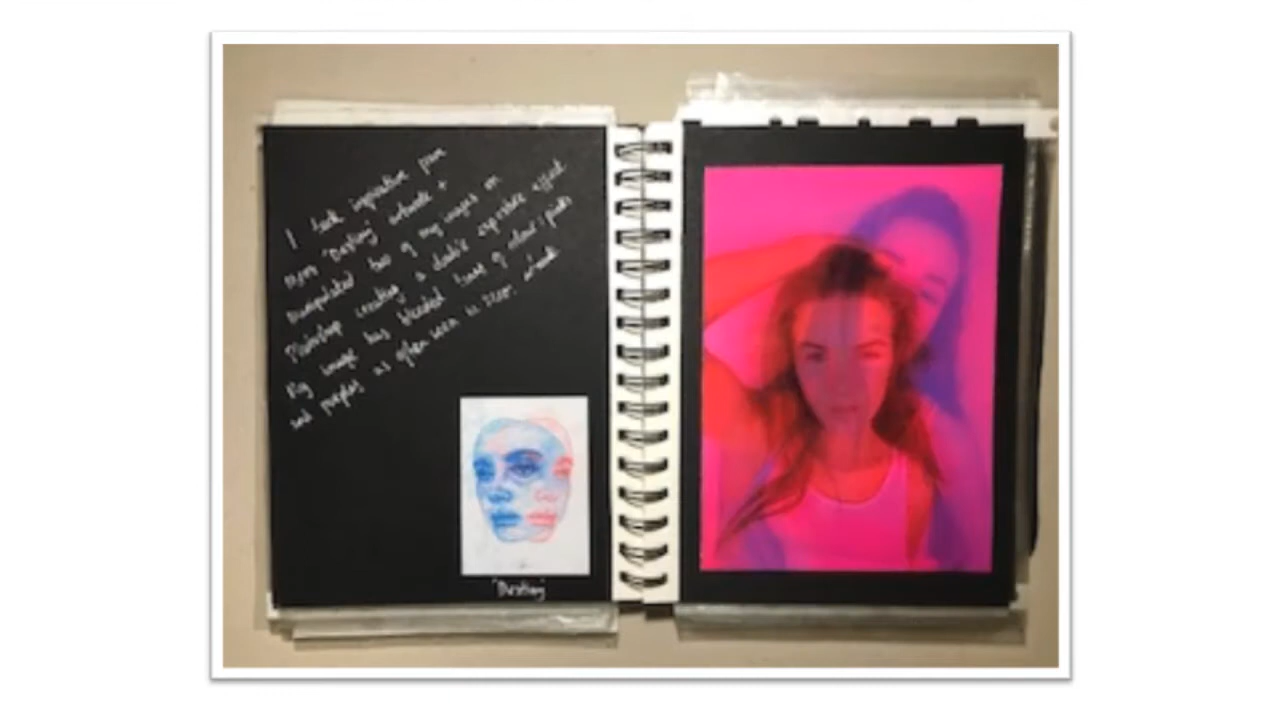 I took inspiration from
'Destiny' artwork +
manipulated two of my images on
Photoshop creating a double exposure effect
My image has blended tones of colour: pinks
and purples as often seen in artwork
'Destiny'